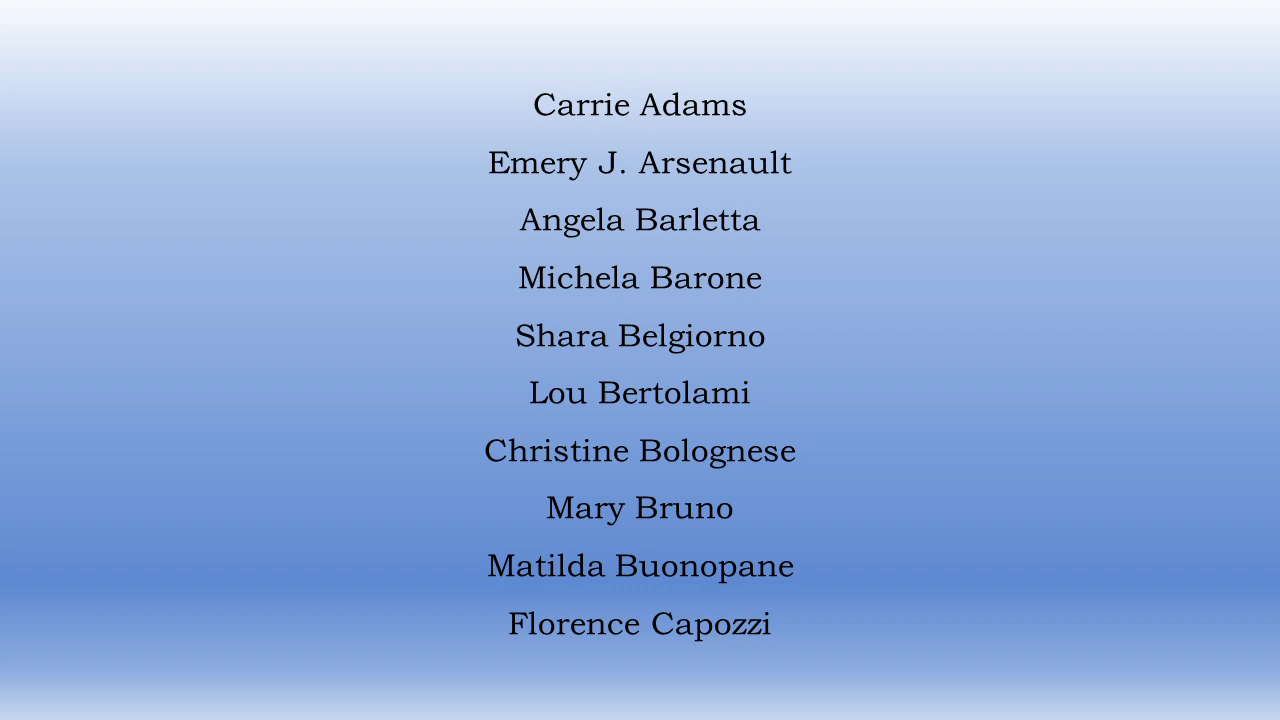 Carrie Adams
Emery J. Arsenault
Angela Barletta
Michela Barone
Shara Belgiorno
Lou Bertolami
Christine Bolognese
Mary Bruno
Matilda Buonopane
Florence Capozzi